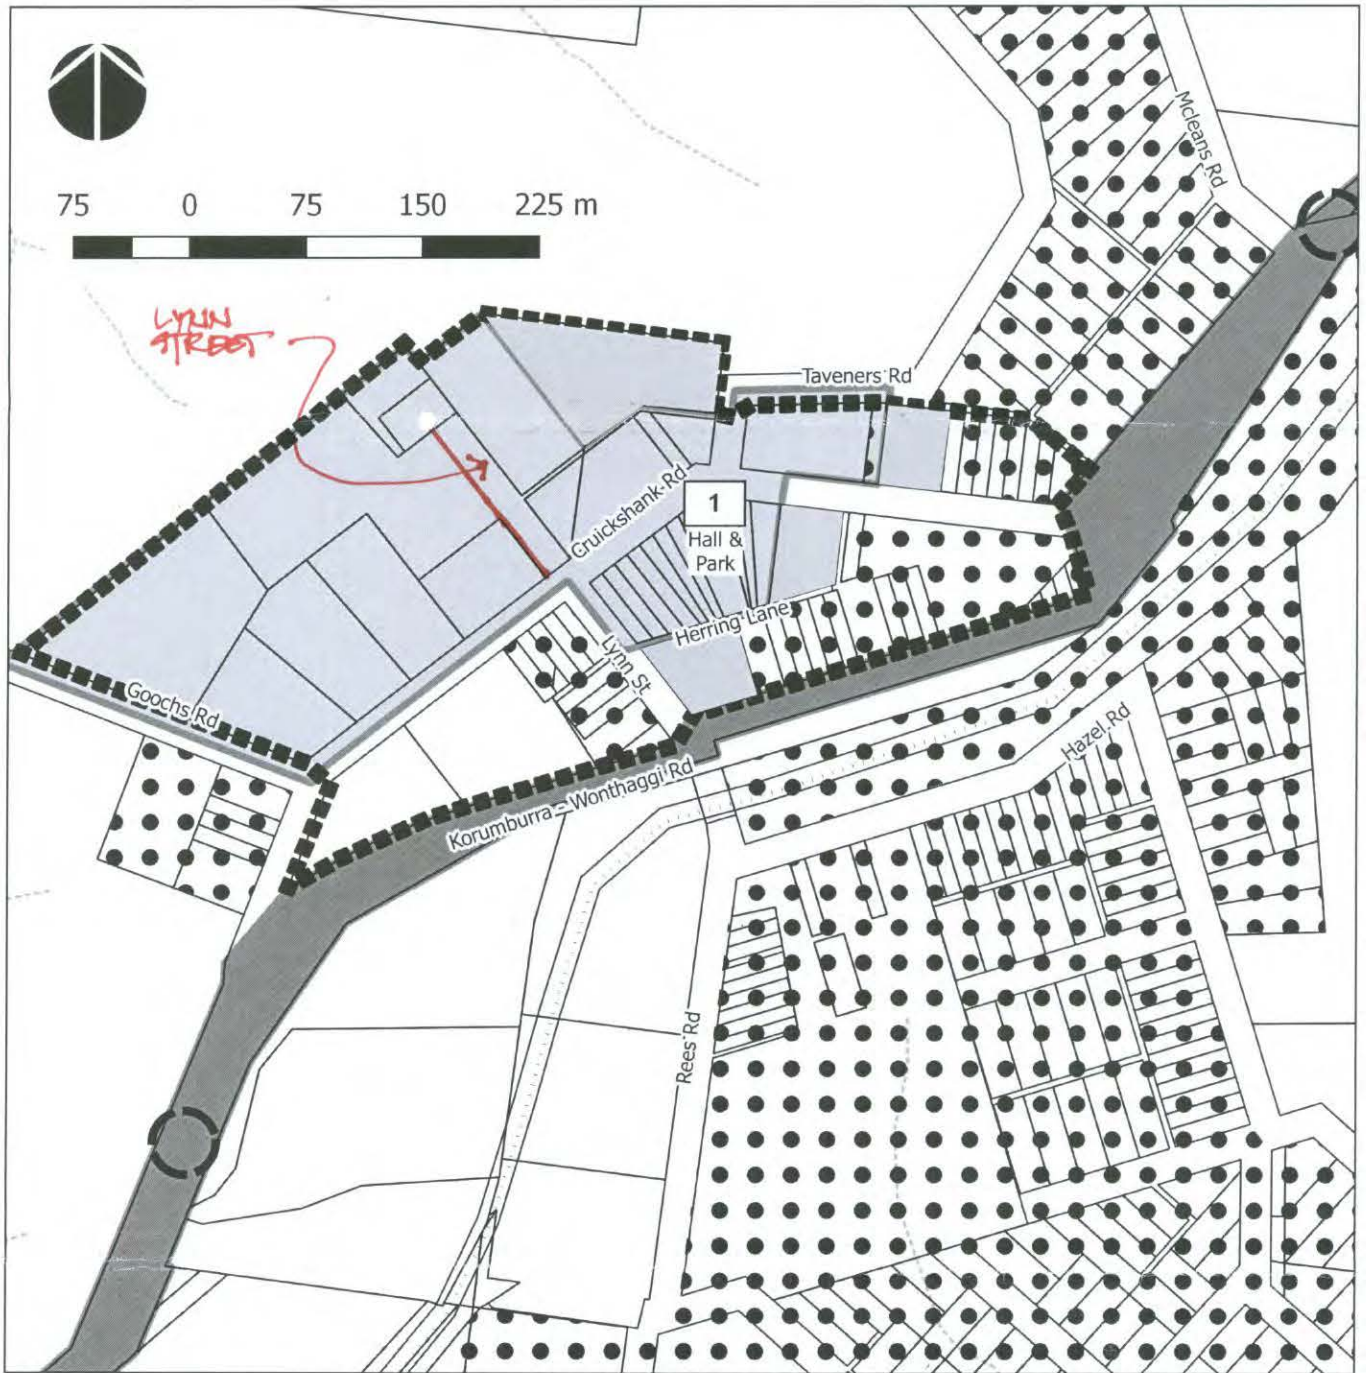 75 0 75 150 225 m
Mcleans Rd
LYNN
STREET
Taveners Rd
Cruickshank Rd
1
Hall &
Park
Herring Lane
Lynn St
Goochs Rd
Hazel Rd
Korumburra - Wonthaggi Rd
Rees Rd